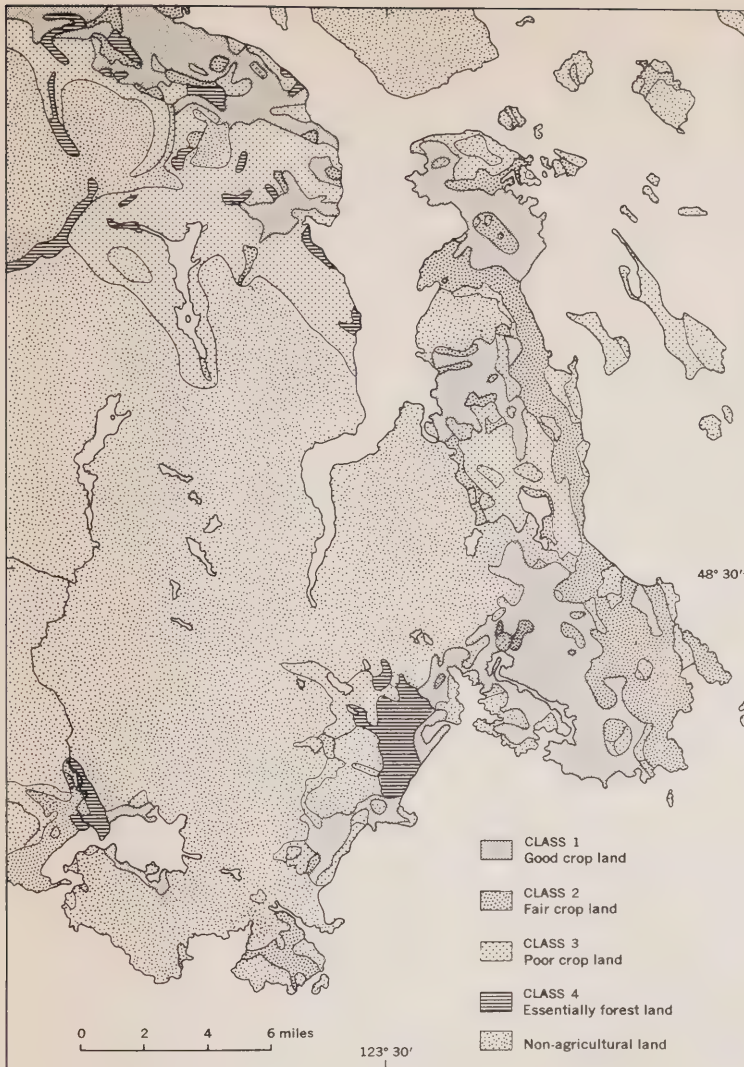 48° 30'
CLASS 1
Good crop land
CLASS 2
Fair crop land
CLASS 3
Poor crop land
CLASS 4
Essentially forest land
Non-agricultural land
0 2 4 6 miles
123° 30'